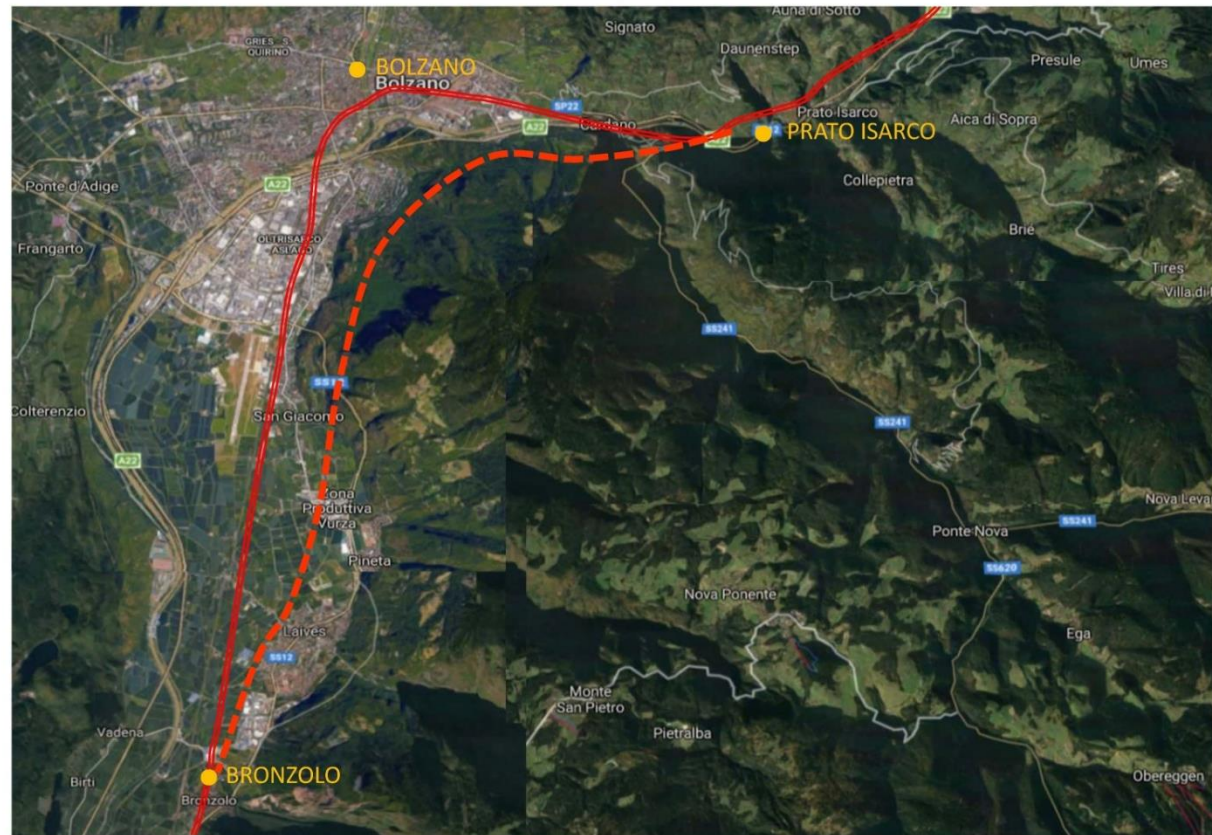 Auna di Sotto
Signato
GRIES S
QUIRINO
Daunenstep
Presule
Umes
BOLZANO
Bolzano
SP22
Prato Isarco
A22
Cardano
PRATO ISARCO
Aica di Sopra
A22
Ponte d'Adige
Collepietra
OLTRISARCO
ASLAGO
Brié
Frangarto
Tires
Villa di
SS241
Colterenzio
San Giacomo
SS241
A22
Zona
Produttiva
Vurza
Nova Leva
SS241
Ponte Nova
Pineta
SS620
Nova Ponente
Laives
Ega
SS12
Monte
San Pietro
Vadena
Pietralba
BRONZOLO
Birti
Obereggen
Bronzolo